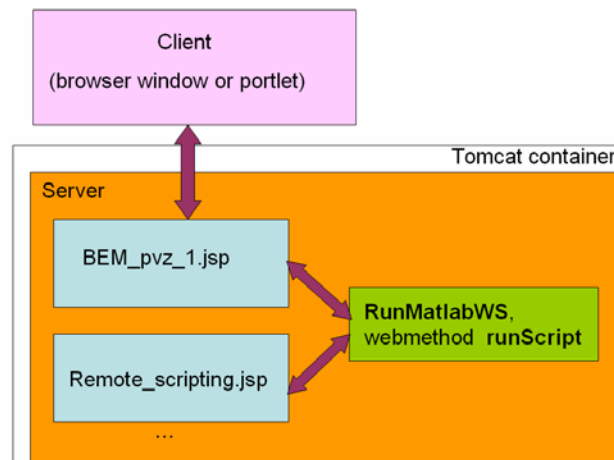 Client
(browser window or portlet)
Tomcat container
Server
BEM_pvz_1.jsp
RunMatlabWS,
webmethod runScript
Remote_scripting.jsp
...